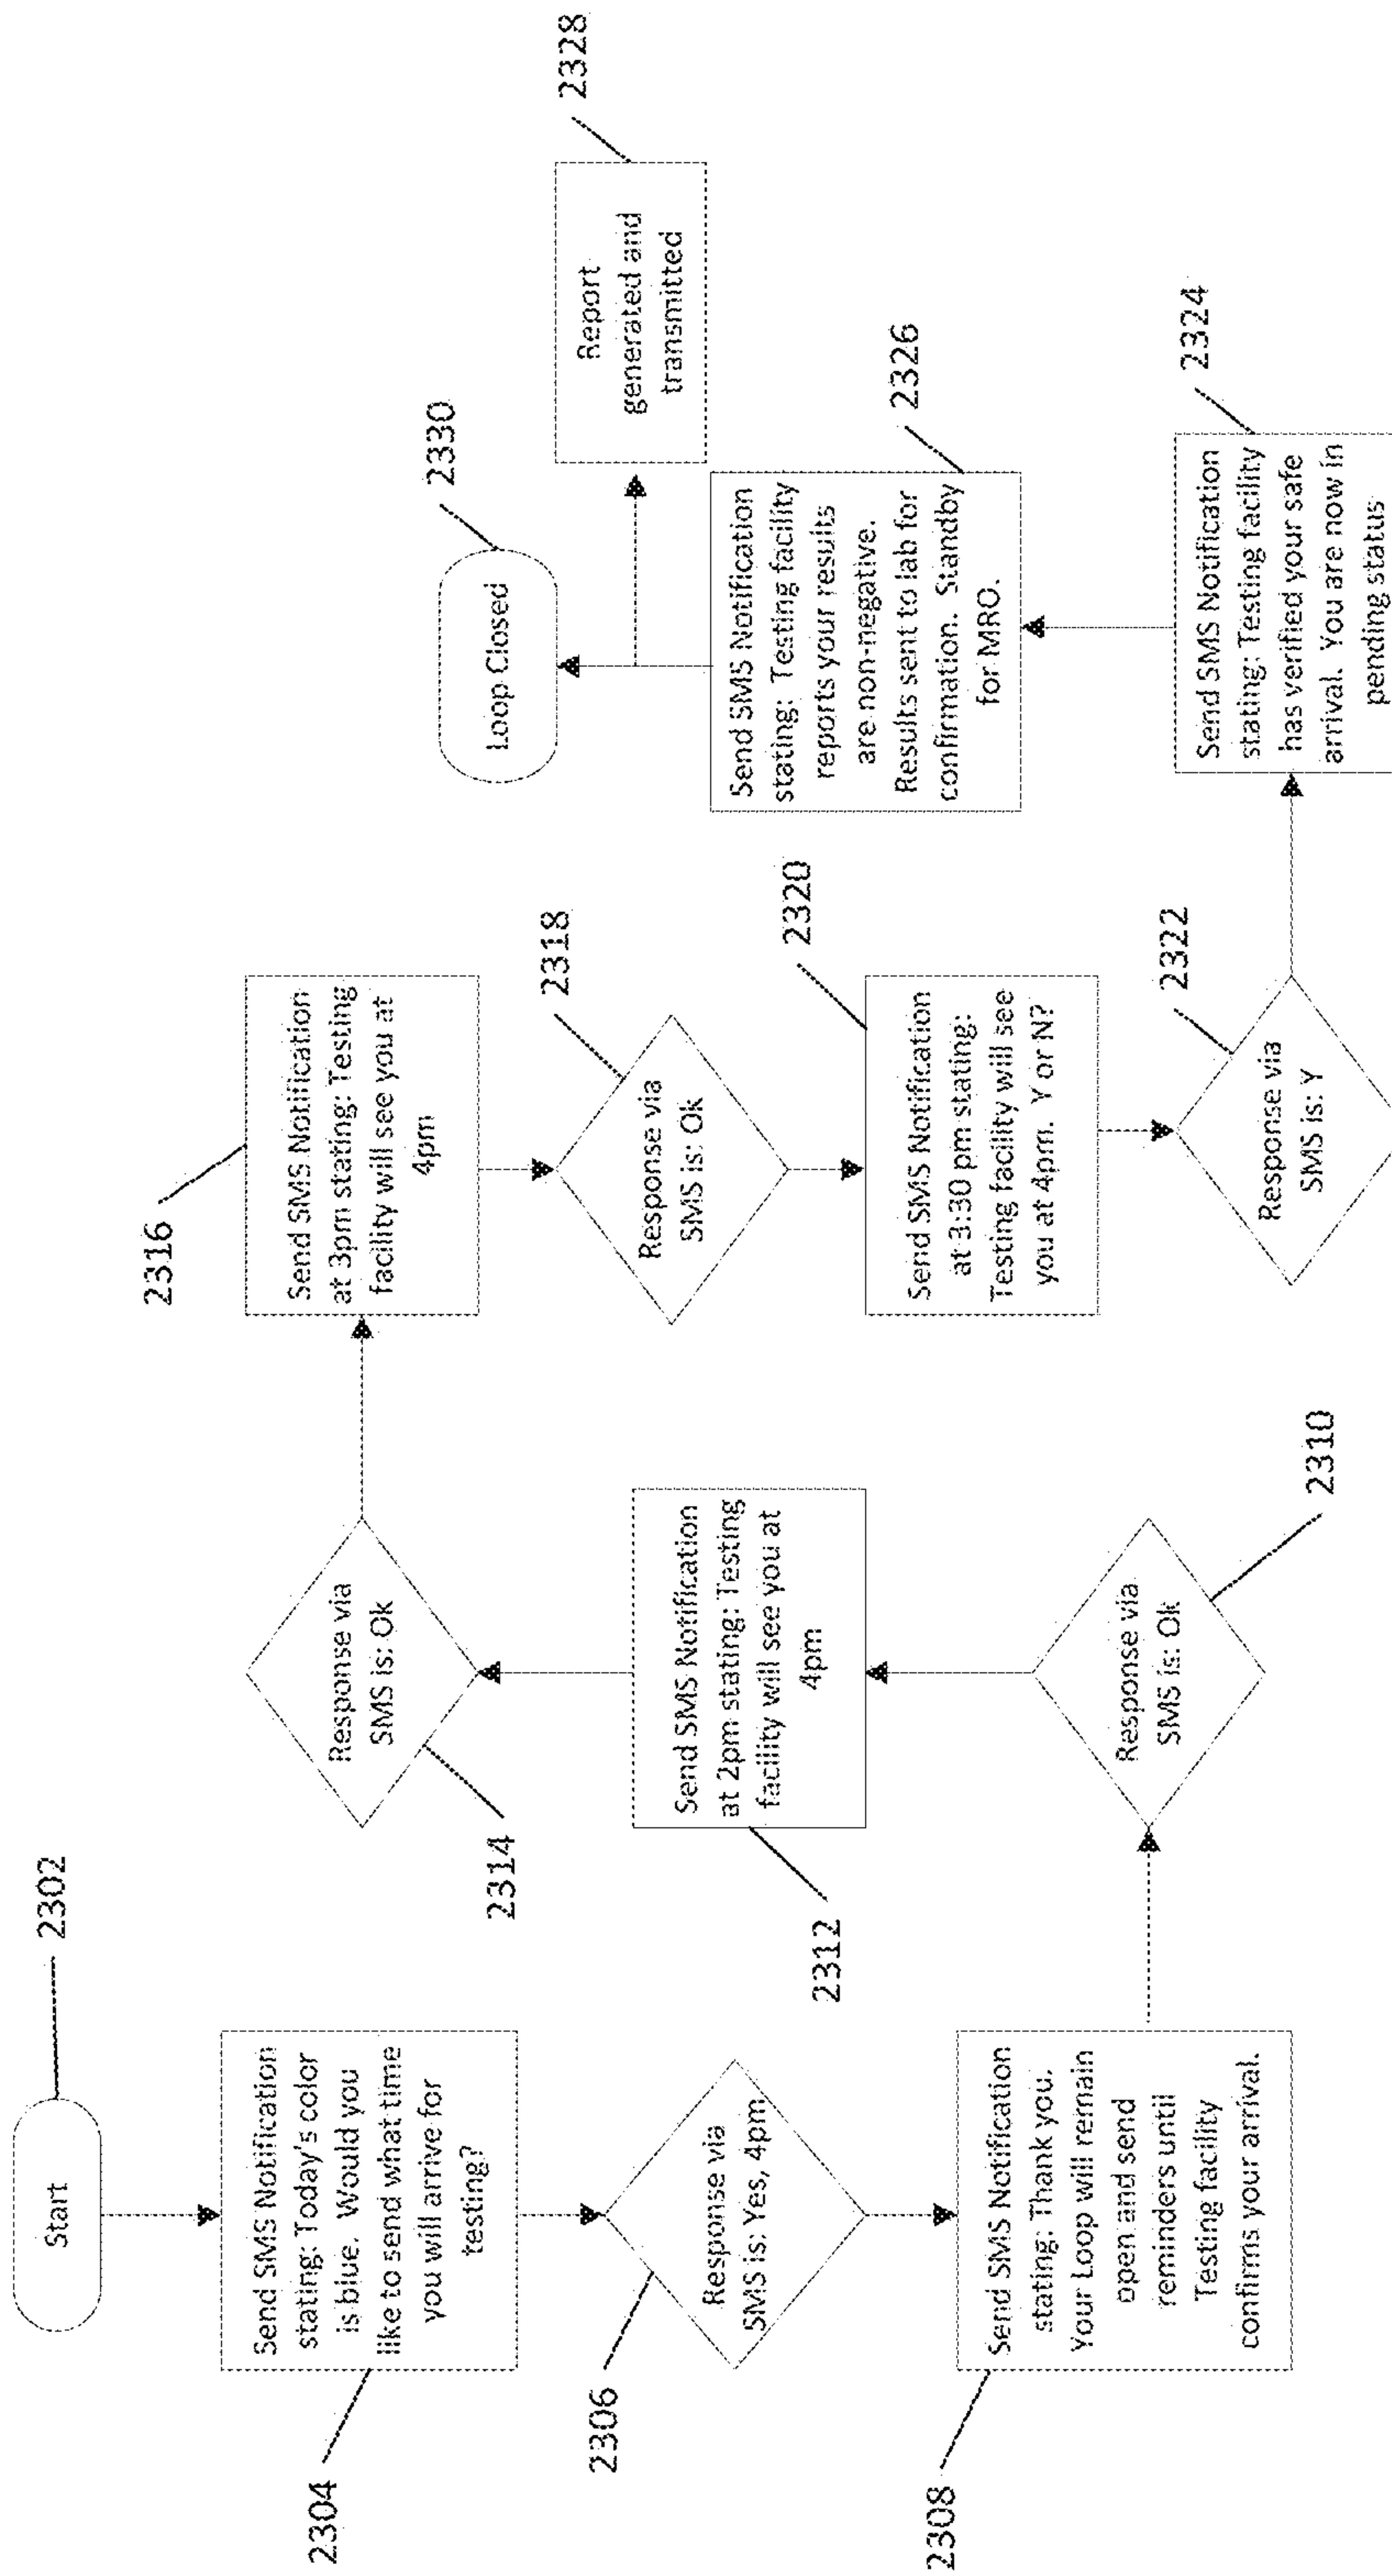 2302
Start
2304
Send SMS Notification
stating: Today's color
is blue. Would you
like to send what time
you will arrive for
testing?
2306
Response via
SMS is: Yes, 4pm
2308
Send SMS Notification
stating: Thank you.
Your Loop will remain
open and send
reminders until
Testing facility
confirms your arrival.
2310
Response via
SMS is: Ok
2312
Send SMS Notification
at 2pm stating: Testing
facility will see you at
4pm
2314
Response via
SMS is: Ok
2316
Send SMS Notification
at 3pm stating: Testing
facility will see you at
4pm
2318
Response via
SMS is: Ok
2320
Send SMS Notification
at 3:30 pm stating:
Testing facility will see
you at 4pm. Y or N?
2322
Response via
SMS is: Y
2324
Send SMS Notification
stating: Testing facility
has verified your safe
arrival. You are now in
pending status
2326
Send SMS Notification
stating: Testing facility
reports your results
are non-negative.
Results sent to lab for
confirmation. Standby
for MRO.
2328
Report
generated and
transmitted
2330
Loop Closed